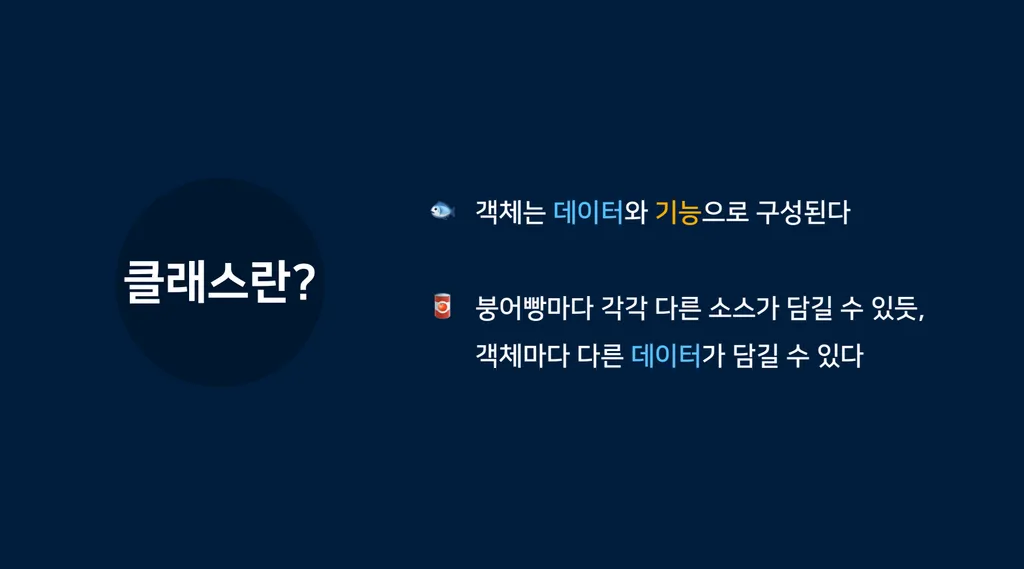 클래스란?
객체는 데이터와 기능으로 구성된다
붕어빵마다 각각 다른 소스가 담길 수 있듯,
객체마다 다른 데이터가 담길 수 있다